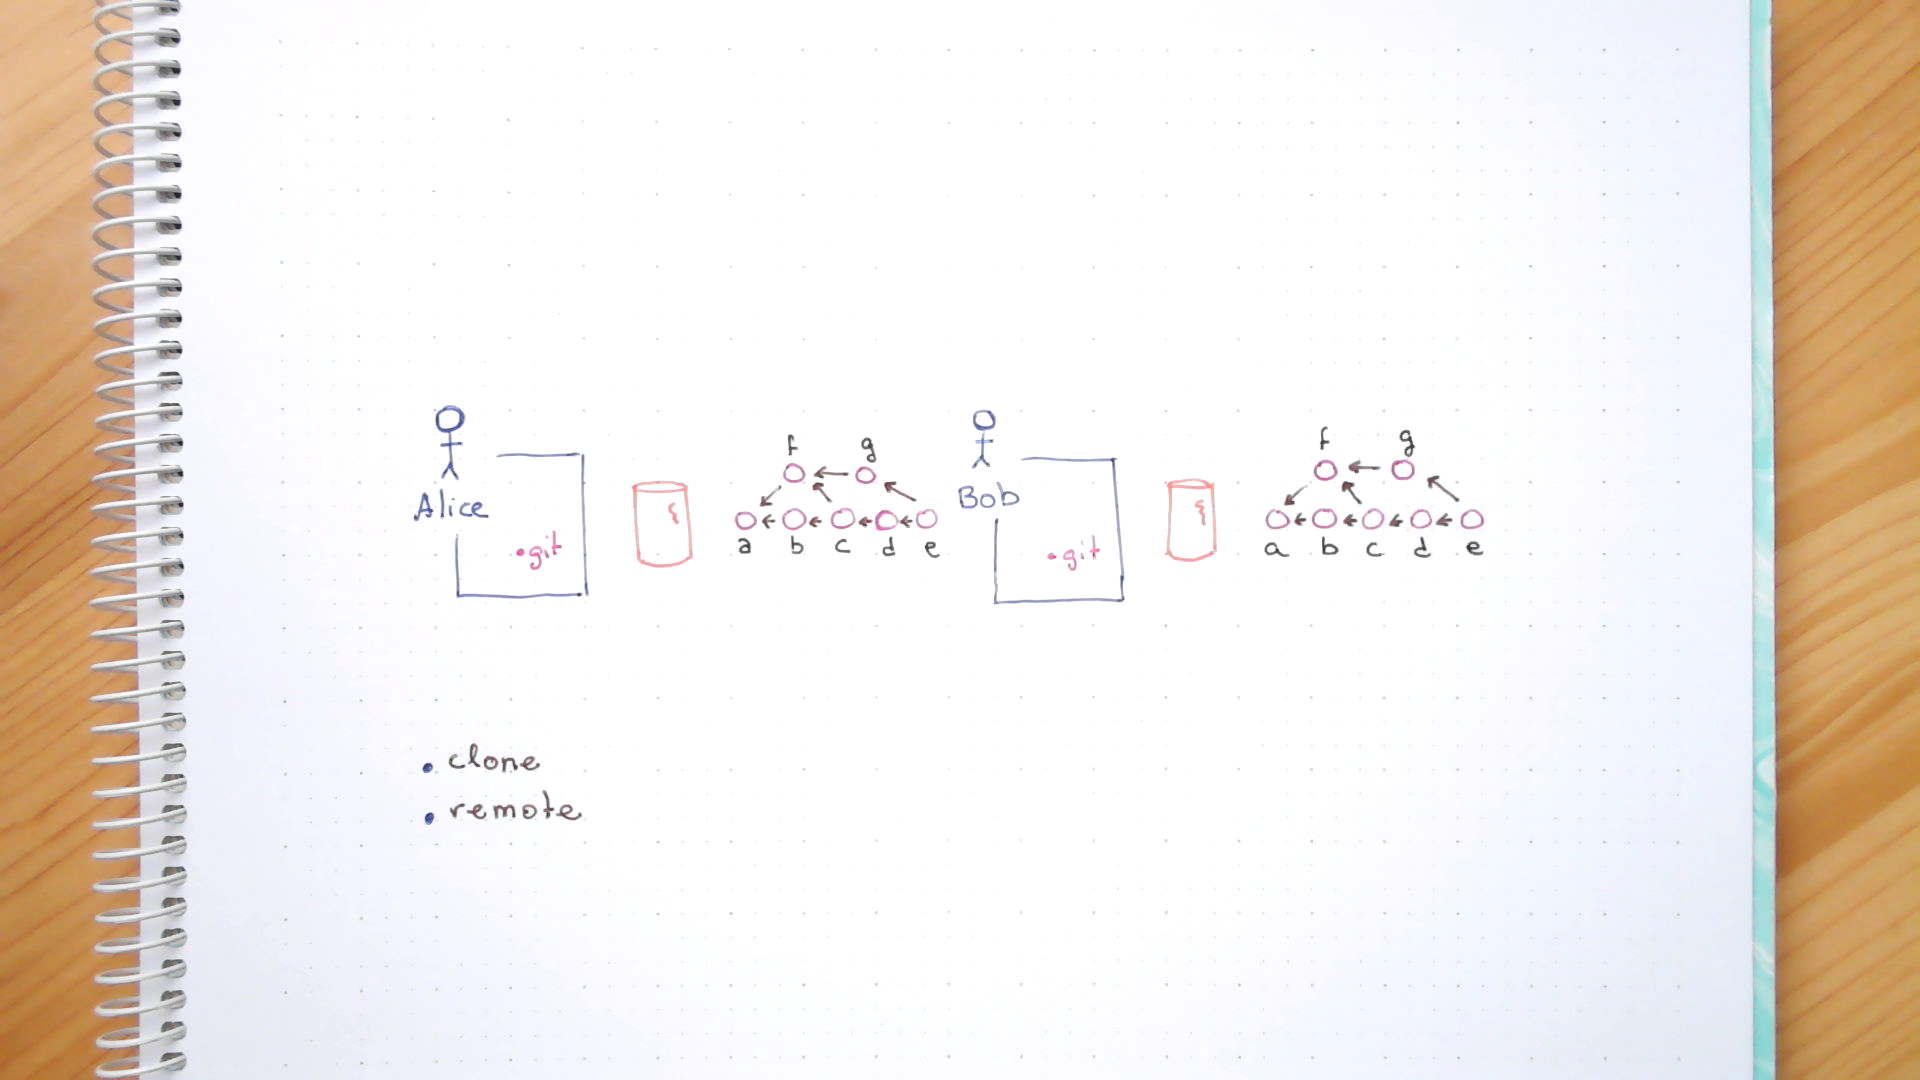 f g
f g
Alice
Bob
.git
.git
a b c d e
a b c d e
• clone
• remote